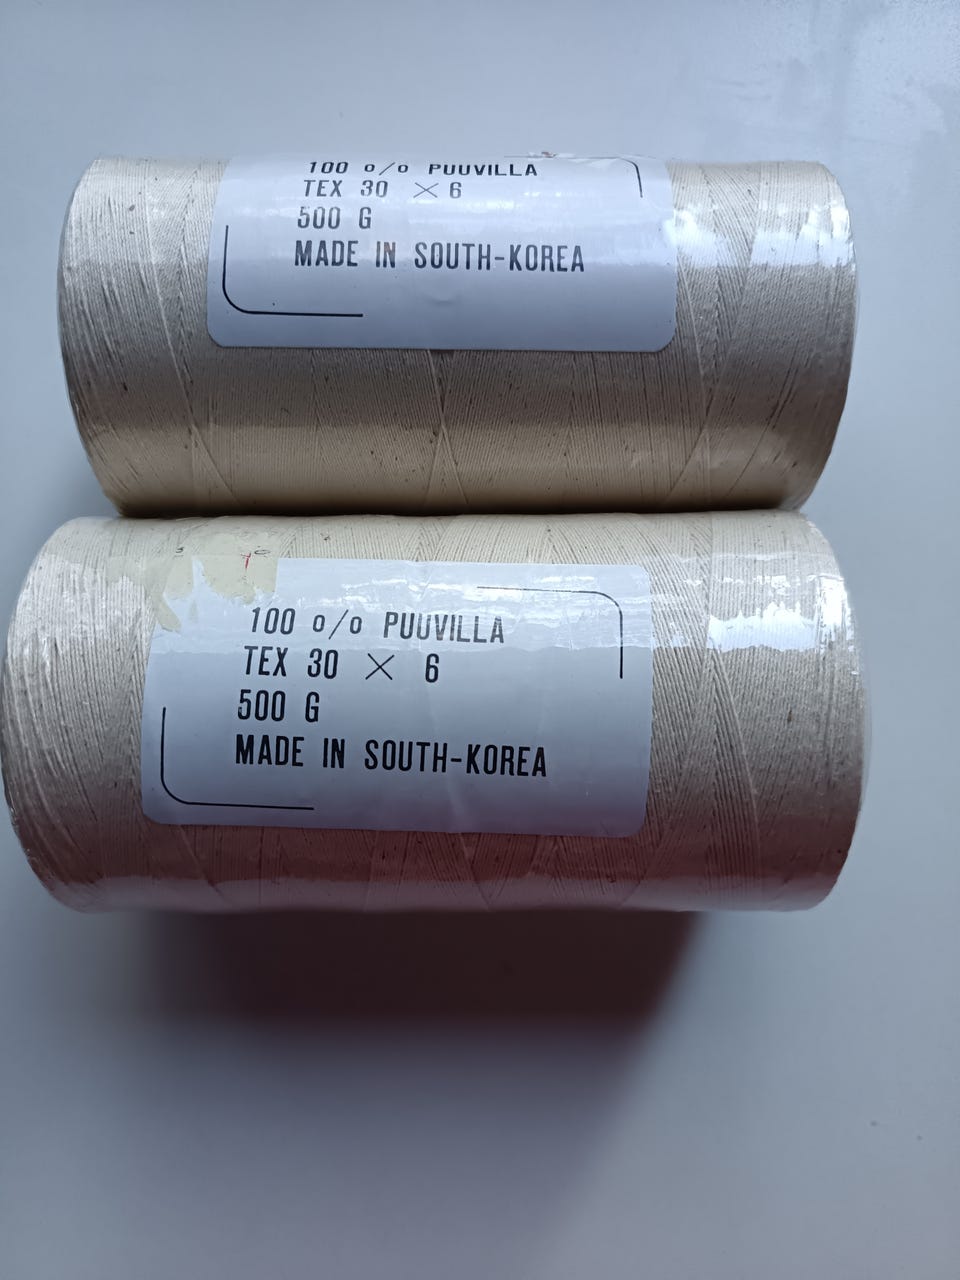 100 o/o PUUVILLA
TEX 30 × 6
500 G
MADE IN SOUTH-KOREA
100 o/o PUUVILLA
TEX 30 × 6
500 G
MADE IN SOUTH-KOREA